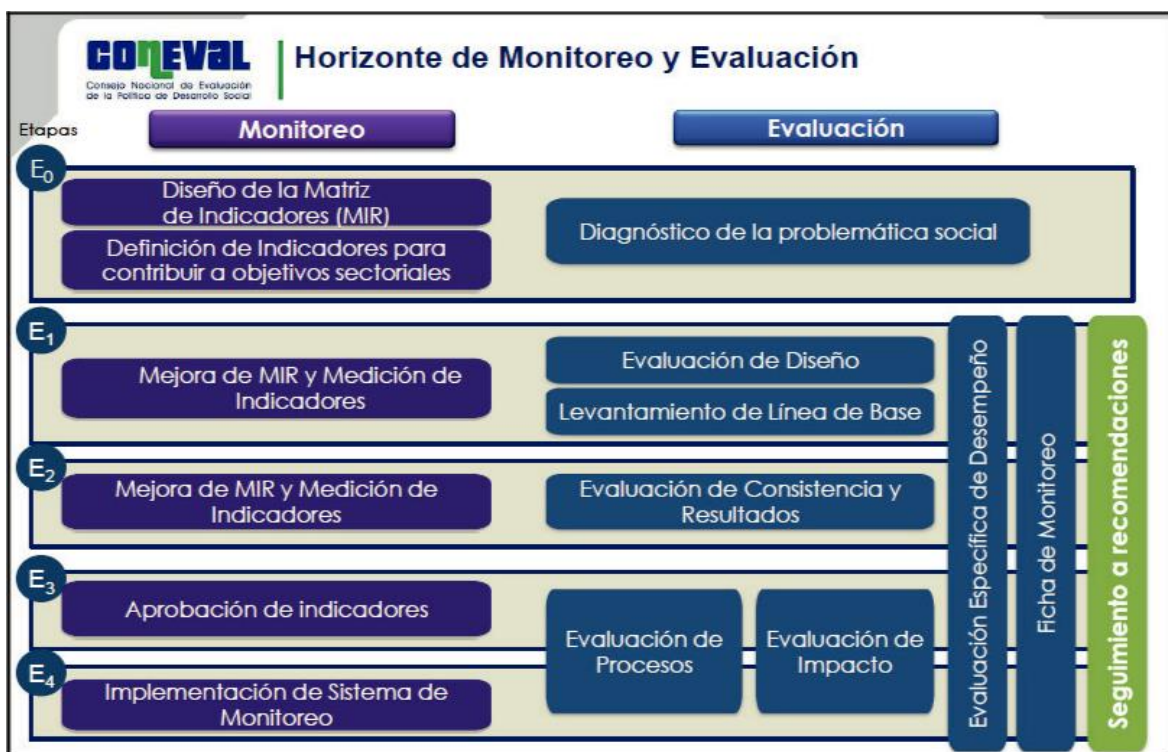 CONEVAL
Consejo Nacional de Evaluación
de la Política de Desarrollo Social
Horizonte de Monitoreo y Evaluación
Etapas
Monitoreo
Evaluación
E0
Diseño de la Matriz
de Indicadores (MIR)
Definición de Indicadores para
contribuir a objetivos sectoriales
Diagnóstico de la problemática social
E1
Mejora de MIR y Medición de
Indicadores
Evaluación de Diseño
Levantamiento de Línea de Base
E2
Mejora de MIR y Medición de
Indicadores
Evaluación de Consistencia y
Resultados
E3
Aprobación de indicadores
Evaluación de
Procesos
Evaluación de
Impacto
E4
Implementación de Sistema de
Monitoreo
Evaluación Específica de Desempeño
Ficha de Monitoreo
Seguimiento a recomendaciones